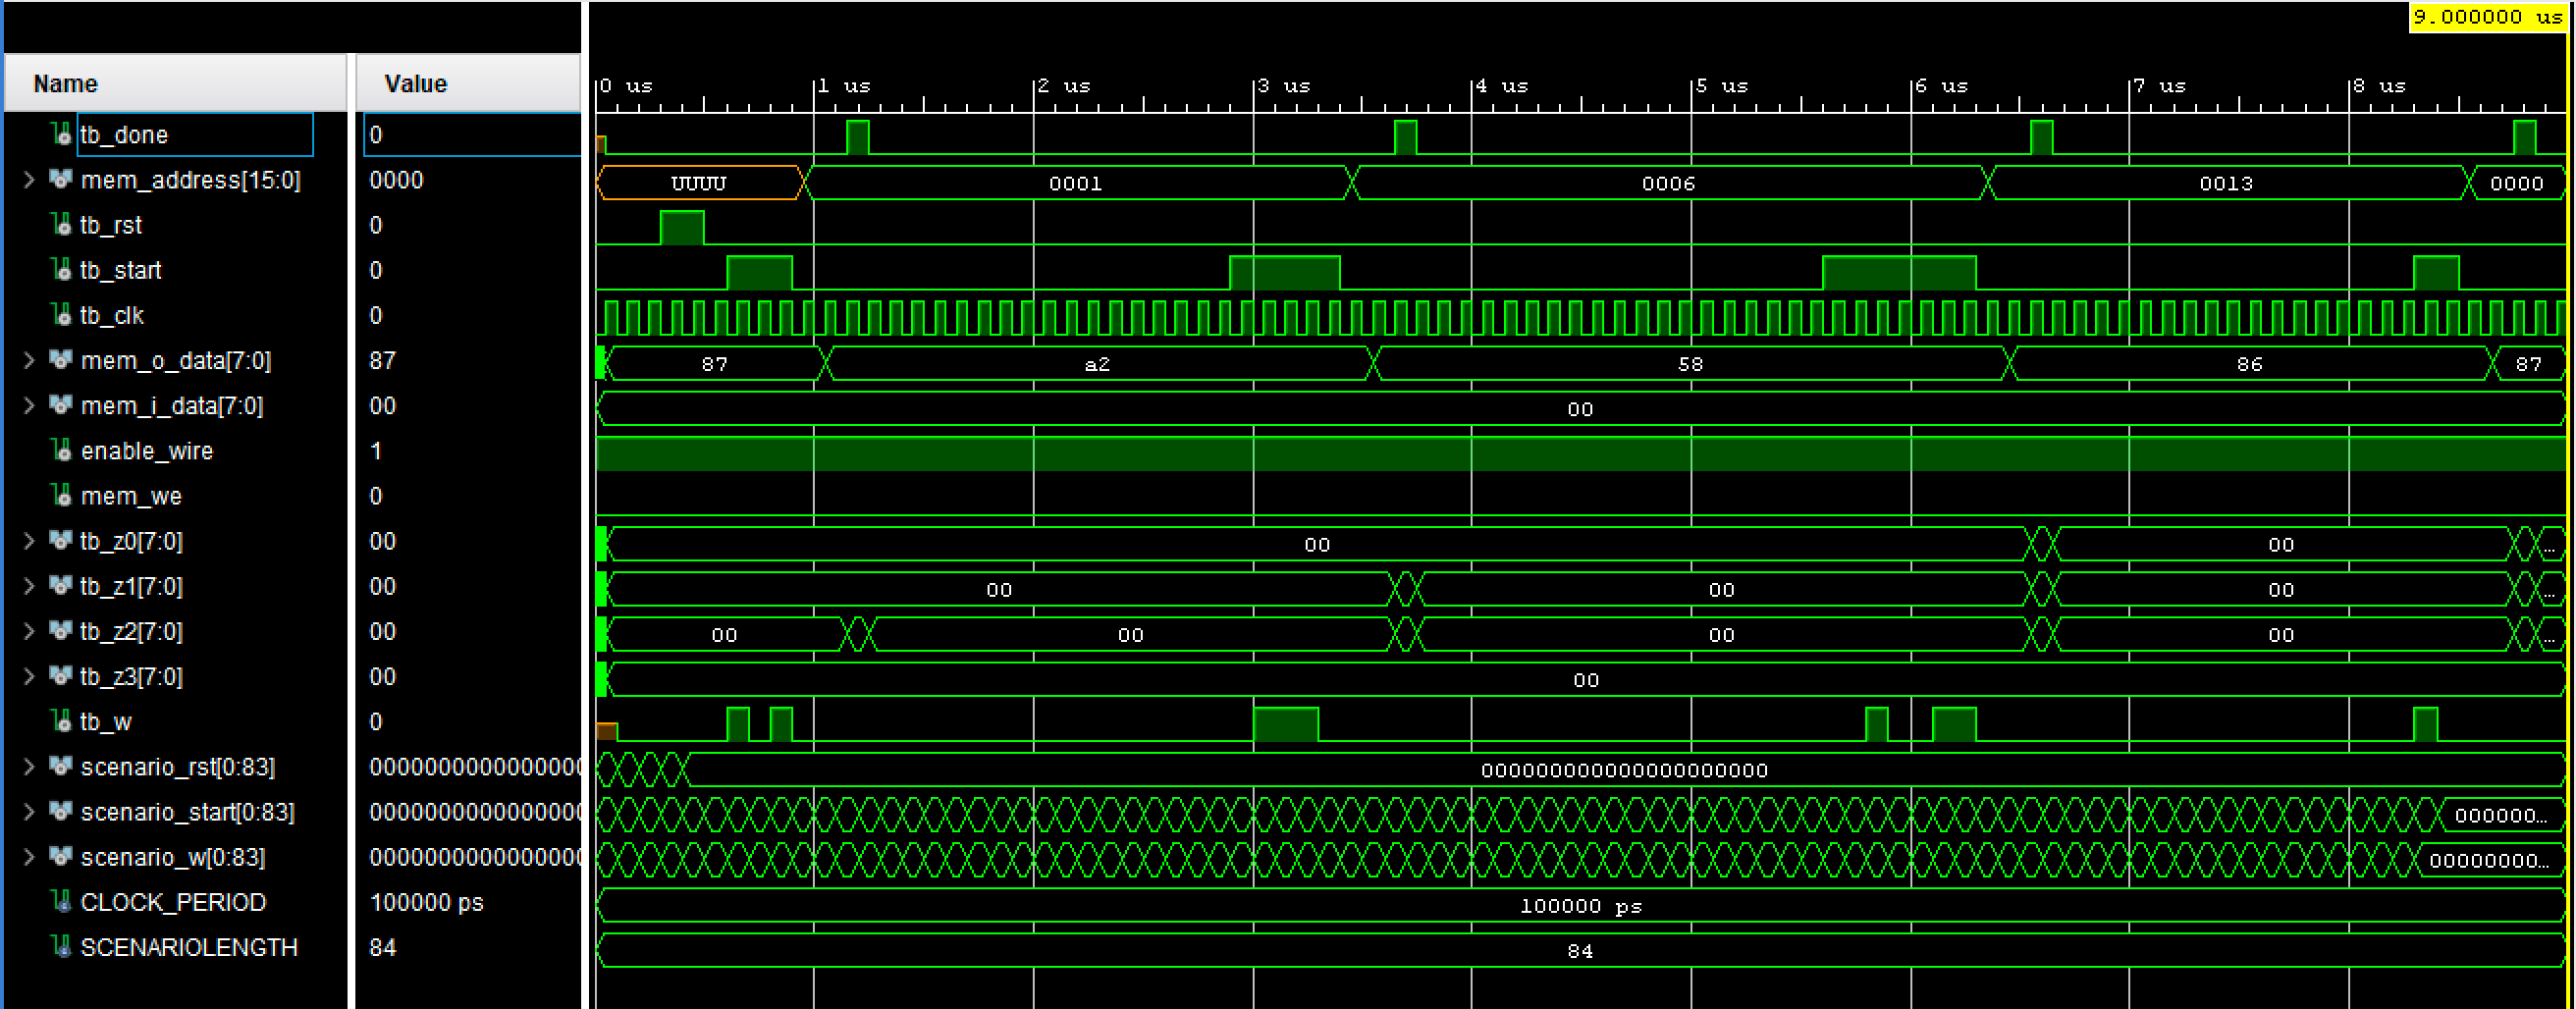 9.000000 us
Name Value 0 us 1 us 2 us 3 us 4 us 5 us 6 us 7 us 8 us
tb_done 0
mem_address[15:0] 0000 UUUU 0001 0006 0013 0000
tb_rst 0
tb_start 0
tb_clk 0
mem_o_data[7:0] 87 87 a2 58 86 87
mem_i_data[7:0] 00 00
enable_wire 1
mem_we 0
tb_z0[7:0] 00 00 00 ...
tb_z1[7:0] 00 00 00 00 ...
tb_z2[7:0] 00 00 00 00 00 ...
tb_z3[7:0] 00 00
tb_w 0
scenario_rst[0:83] 0000000000000000 000000000000000000000
scenario_start[0:83] 0000000000000000 000000...
scenario_w[0:83] 0000000000000000 00000000...
CLOCK_PERIOD 100000 ps 100000 ps
SCENARIOLENGTH 84 84